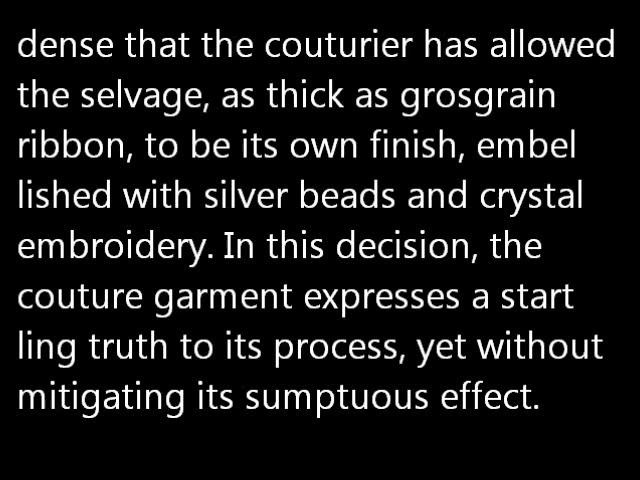 dense that the couturier has allowed
the selvage, as thick as grosgrain
ribbon, to be its own finish, embel
lished with silver beads and crystal
embroidery. In this decision, the
couture garment expresses a start
ling truth to its process, yet without
mitigating its sumptuous effect.